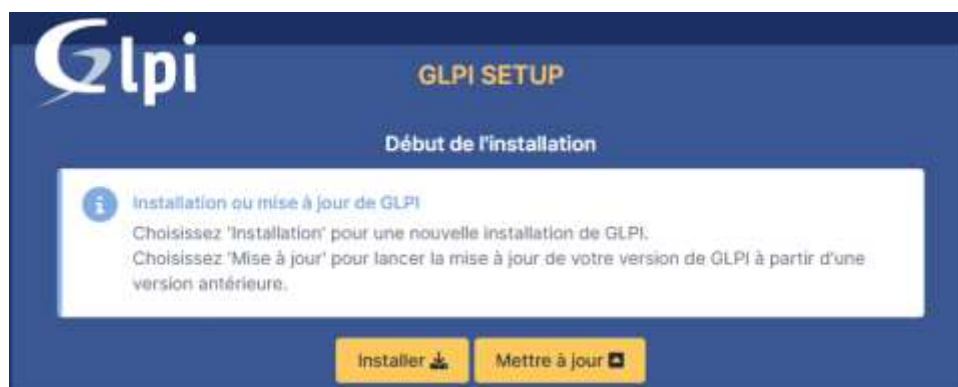 Glpi
GLPI SETUP
Début de l'installation
Installation ou mise à jour de GLPI
Choisissez 'Installation' pour une nouvelle installation de GLPI.
Choisissez 'Mise à jour' pour lancer la mise à jour de votre version de GLPI à partir d'une
version antérieure.
Installer
Mettre à jour